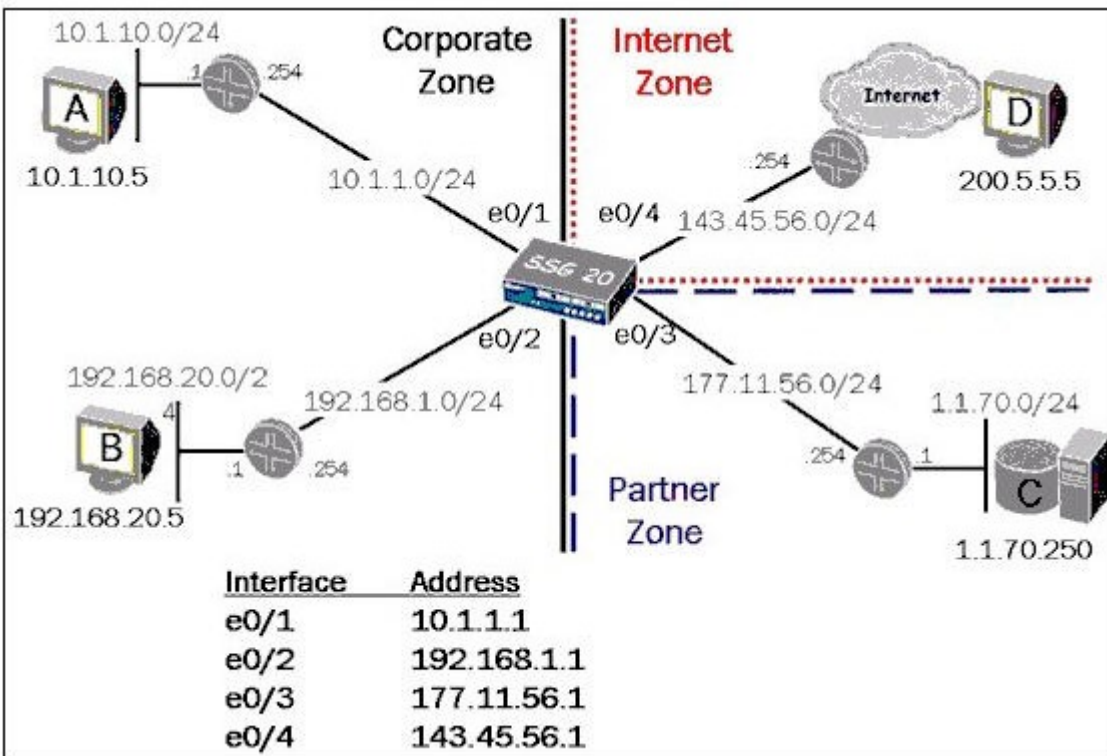 10.1.10.0/24
.1
.254
A
10.1.10.5
10.1.1.0/24
e0/1
Corporate
Zone
Internet
Zone
Internet
D
200.5.5.5
.254
e0/4
143.45.56.0/24
SSG 20
e0/2
e0/3
192.168.20.0/2
4
192.168.1.0/24
B
.1
.254
192.168.20.5
177.11.56.0/24
1.1.70.0/24
.254
.1
C
1.1.70.250
Partner
Zone
Interface Address
e0/1 10.1.1.1
e0/2 192.168.1.1
e0/3 177.11.56.1
e0/4 143.45.56.1